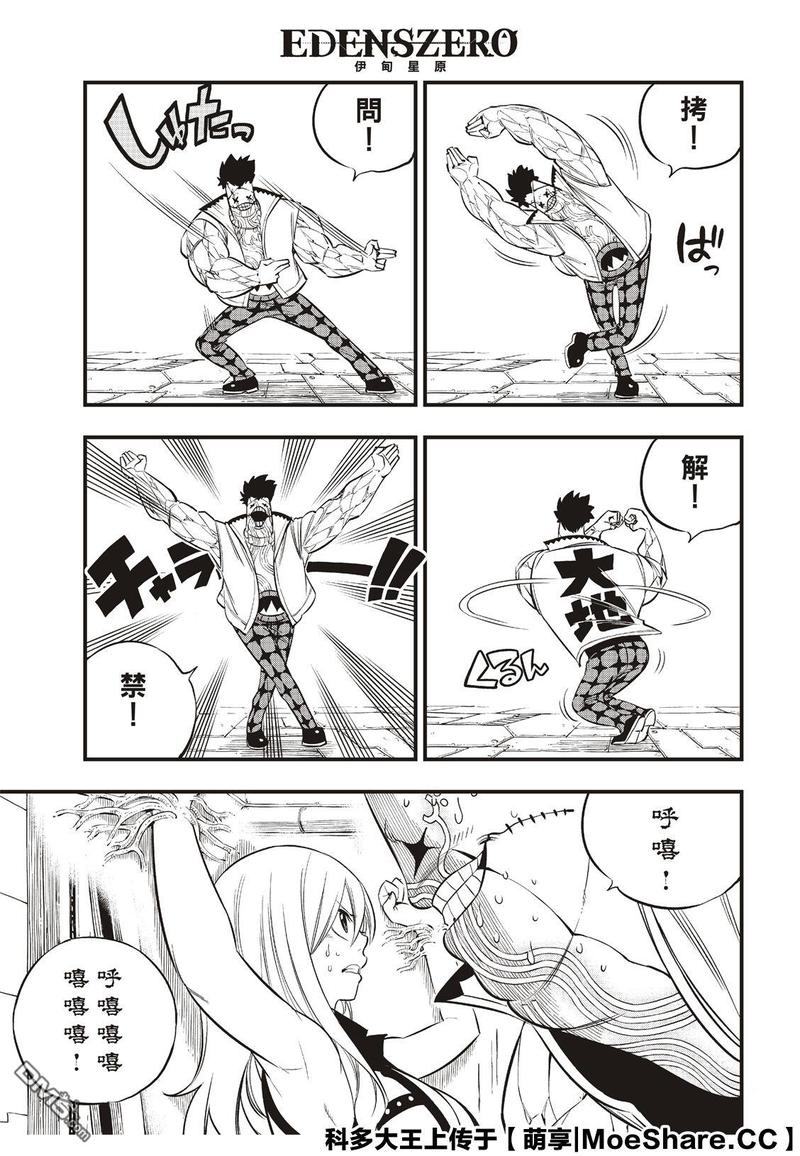 EDENSZERO
伊甸星原
拷！
ばっ
問！
しゅたっ
解！
大地
くるん
禁！
チャラー!!
呼嘻！
呼嘻嘻嘻
嘻嘻嘻！
科多大王上传于【萌享|MoeShare.CC】